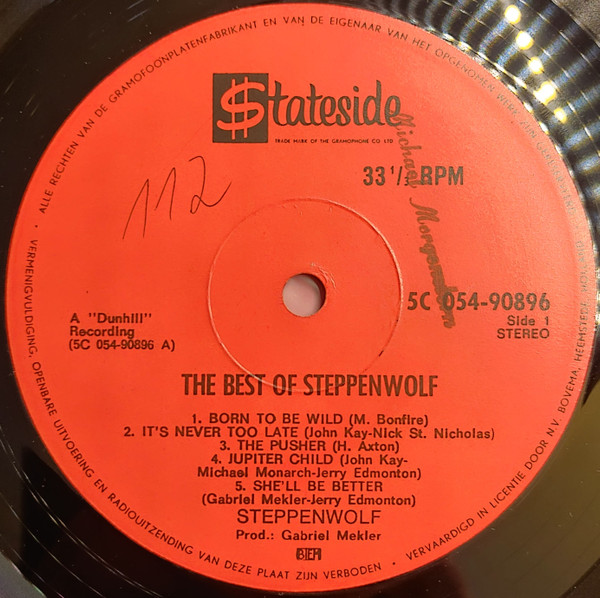 ALLE RECHTEN VAN DE GRAMOFOONPLATENFABRIKANT EN VAN DE EIGENAAR VAN HET OPGENOMEN WERK ZIJN
$tateside
TRADE MARK OF THE GRAMOPHONE CO LTD
112
33 1/ RPM
Michael
5C 054-90896
Side 1
STEREO
A "Dunhill"
Recording
(5C 054-90896 A)
THE BEST OF STEPPENWOLF
1. BORN TO BE WILD (M. Bonfire)
2. IT'S NEVER TOO LATE (John Kay-Nick St. Nicholas)
3. THE PUSHER (H. Axton)
4. JUPITER CHILD (John Kay-
Michael Monarch-Jerry Edmonton)
5. SHE'LL BE BETTER
(Gabriel Mekler-Jerry Edmonton)
STEPPENWOLF
Prod.: Gabriel Mekler
VERMENIGVULDIGING, OPENBARE UITVOERING EN RADIOUITZENDING VAN DEZE PLAAT ZIJN VERBODEN • VERVAARDIGD IN LICENTIE DOOR N.V. BOVEMA, HEEMSTEDE,